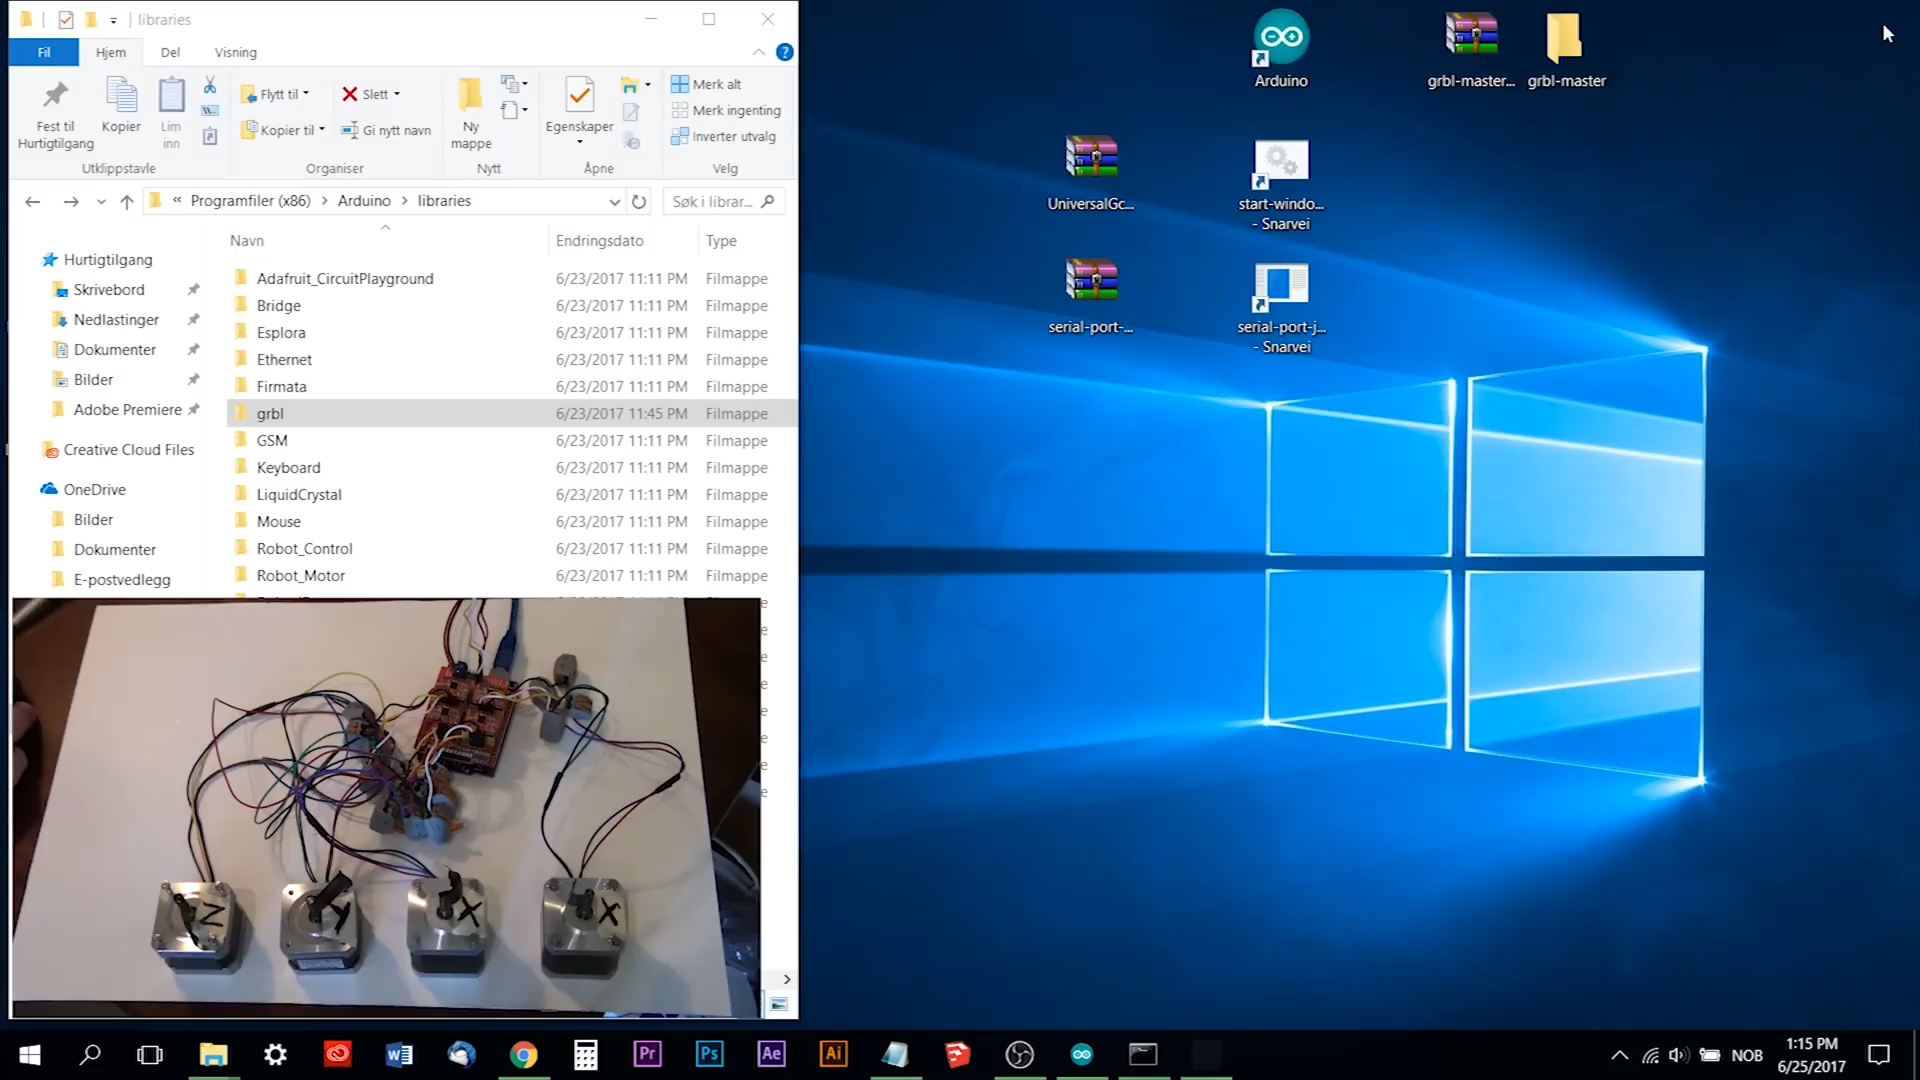 libraries
Fil
Hjem
Del
Visning
Fest til
Hurtigtilgang
Kopier
Lim
inn
Flytt til
Kopier til
Slett
Gi nytt navn
Ny
mappe
Egenskaper
Merk alt
Merk ingenting
Inverter utvalg
Utklippstavle
Organiser
Nytt
Åpne
Velg
« Programfiler (x86) > Arduino > libraries
Søk i librar...
Navn
Endringsdato
Type
Hurtigtilgang
Skrivebord
Nedlastinger
Dokumenter
Bilder
Adobe Premiere
Creative Cloud Files
OneDrive
Bilder
Dokumenter
E-postvedlegg
Adafruit_CircuitPlayground 6/23/2017 11:11 PM Filmappe
Bridge 6/23/2017 11:11 PM Filmappe
Esplora 6/23/2017 11:11 PM Filmappe
Ethernet 6/23/2017 11:11 PM Filmappe
Firmata 6/23/2017 11:11 PM Filmappe
grbl 6/23/2017 11:45 PM Filmappe
GSM 6/23/2017 11:11 PM Filmappe
Keyboard 6/23/2017 11:11 PM Filmappe
LiquidCrystal 6/23/2017 11:11 PM Filmappe
Mouse 6/23/2017 11:11 PM Filmappe
Robot_Control 6/23/2017 11:11 PM Filmappe
Robot_Motor 6/23/2017 11:11 PM Filmappe
Z
X
X
Arduino
grbl-master...
grbl-master
UniversalGc...
start-windo...
- Snarvei
serial-port-...
serial-port-j...
- Snarvei
Pr
Ps
Ae
Ai
NOB
1:15 PM
6/25/2017